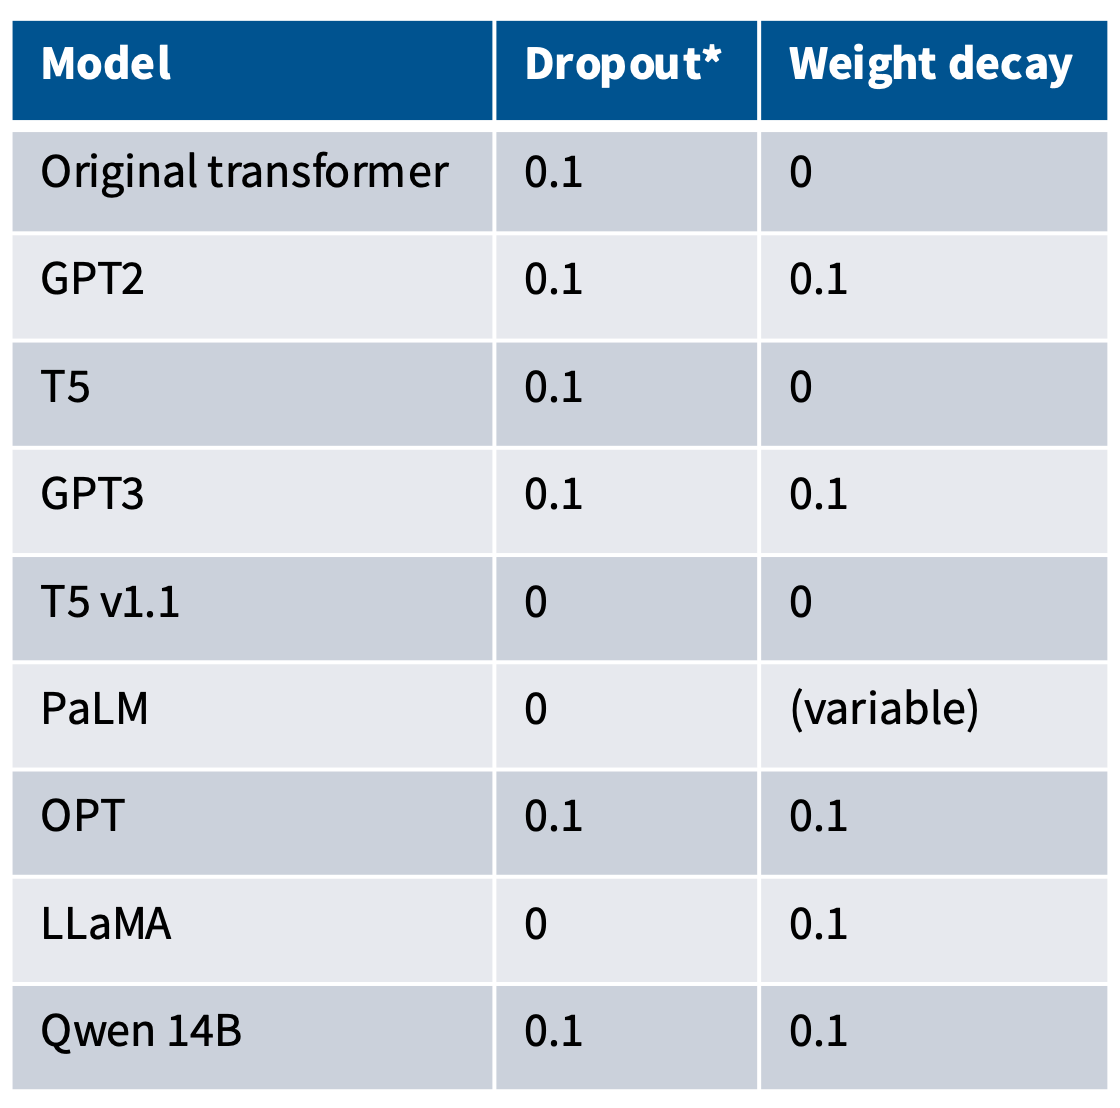 Model Dropout* Weight decay
Original transformer 0.1 0
GPT2 0.1 0.1
T5 0.1 0
GPT3 0.1 0.1
T5 v1.1 0 0
PaLM 0 (variable)
OPT 0.1 0.1
LLaMA 0 0.1
Qwen 14B 0.1 0.1